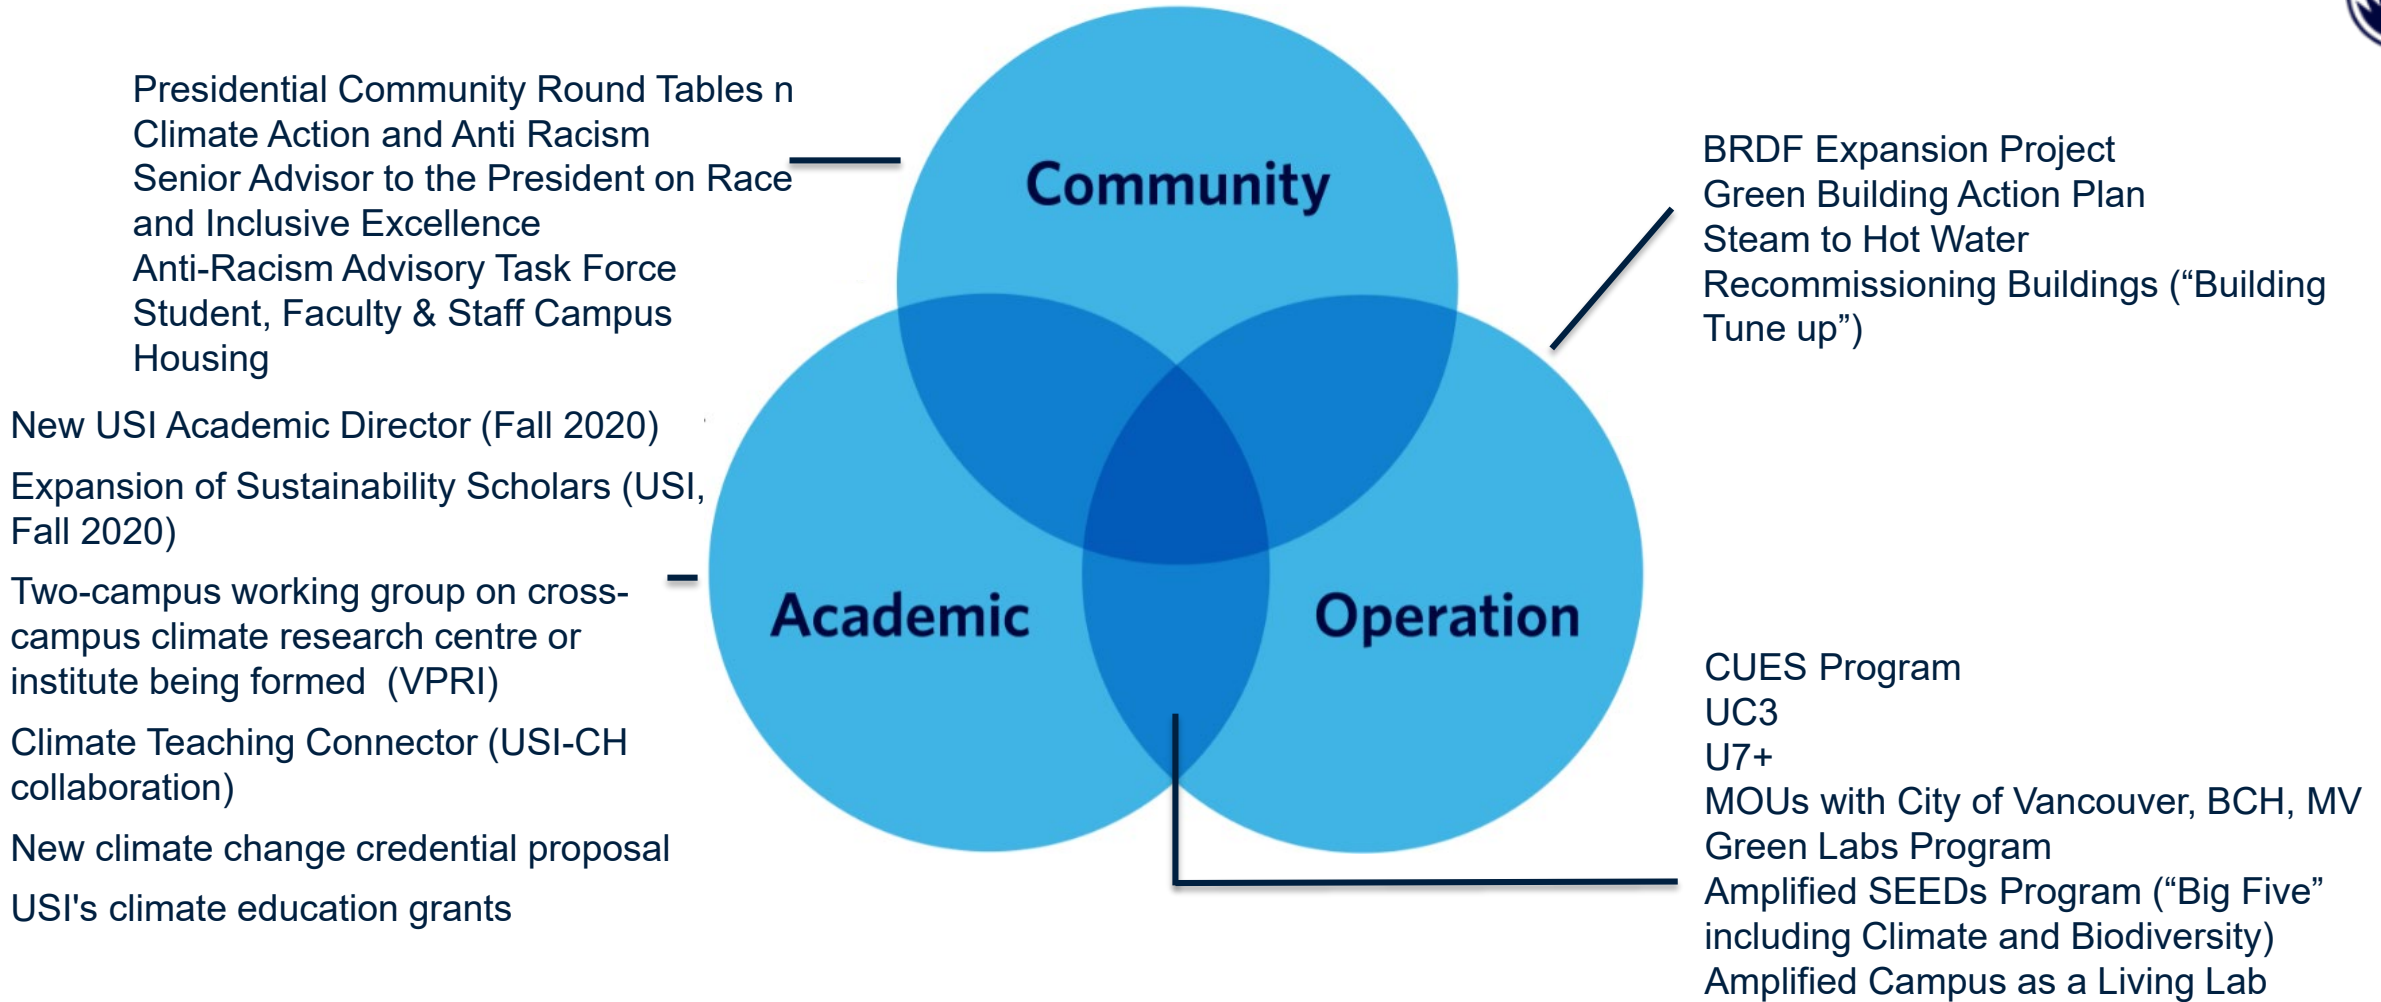 Presidential Community Round Tables n
Climate Action and Anti Racism
Senior Advisor to the President on Race
and Inclusive Excellence
Anti-Racism Advisory Task Force
Student, Faculty & Staff Campus
Housing
New USI Academic Director (Fall 2020)
Expansion of Sustainability Scholars (USI,
Fall 2020)
Two-campus working group on cross-
campus climate research centre or
institute being formed  (VPRI)
Climate Teaching Connector (USI-CH
collaboration)
New climate change credential proposal
USI's climate education grants
Community
Academic
Operation
BRDF Expansion Project
Green Building Action Plan
Steam to Hot Water
Recommissioning Buildings (“Building
Tune up”)
CUES Program
UC3
U7+
MOUs with City of Vancouver, BCH, MV
Green Labs Program
Amplified SEEDs Program (“Big Five”
including Climate and Biodiversity)
Amplified Campus as a Living Lab